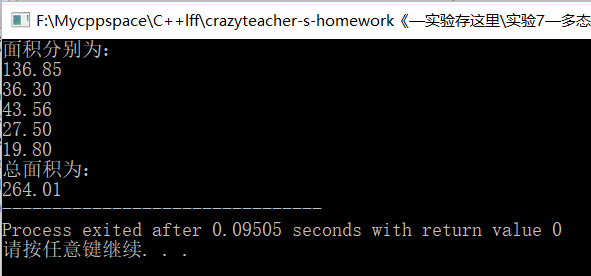 F:\Mycppspace\C++lff\crazyteacher-s-homework《—实验存这里\实验7—多态
面积分别为:
136.85
36.30
43.56
27.50
19.80
总面积为:
264.01
--------------------------------
Process exited after 0.09505 seconds with return value 0
请按任意键继续. . .